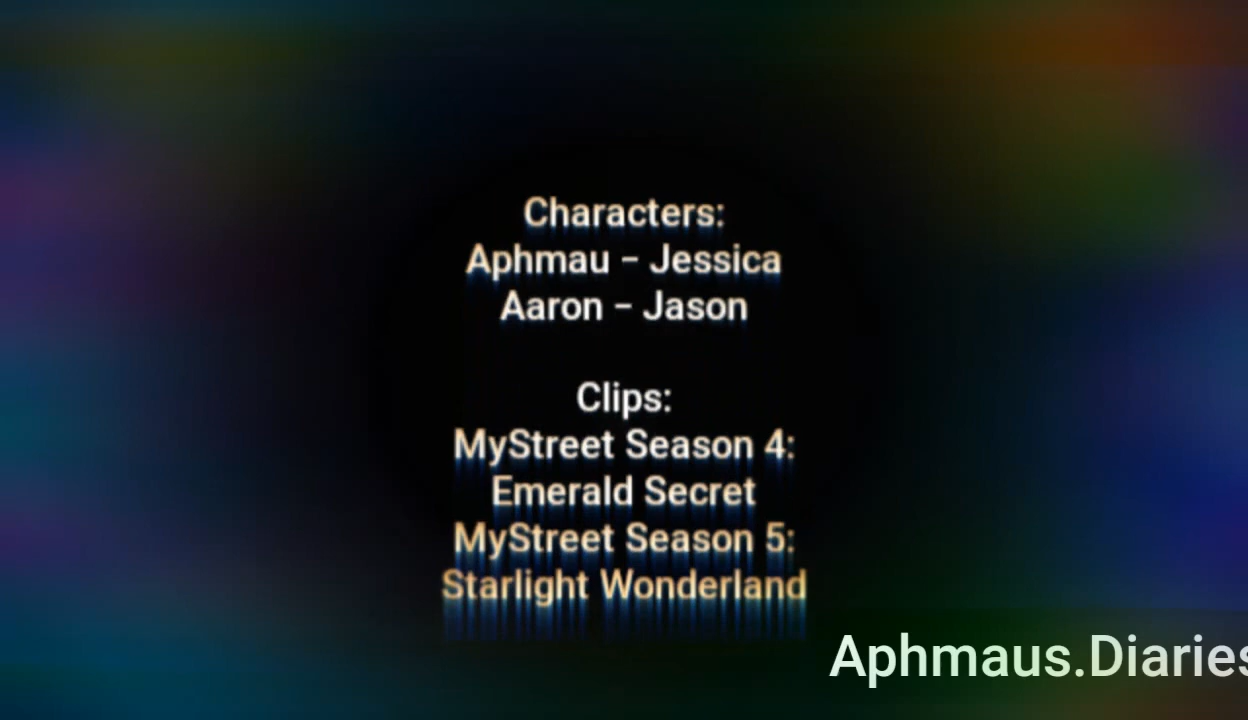 Characters:
Aphmau – Jessica
Aaron – Jason
Clips:
MyStreet Season 4:
Emerald Secret
MyStreet Season 5:
Starlight Wonderland
Aphmaus.Diaries